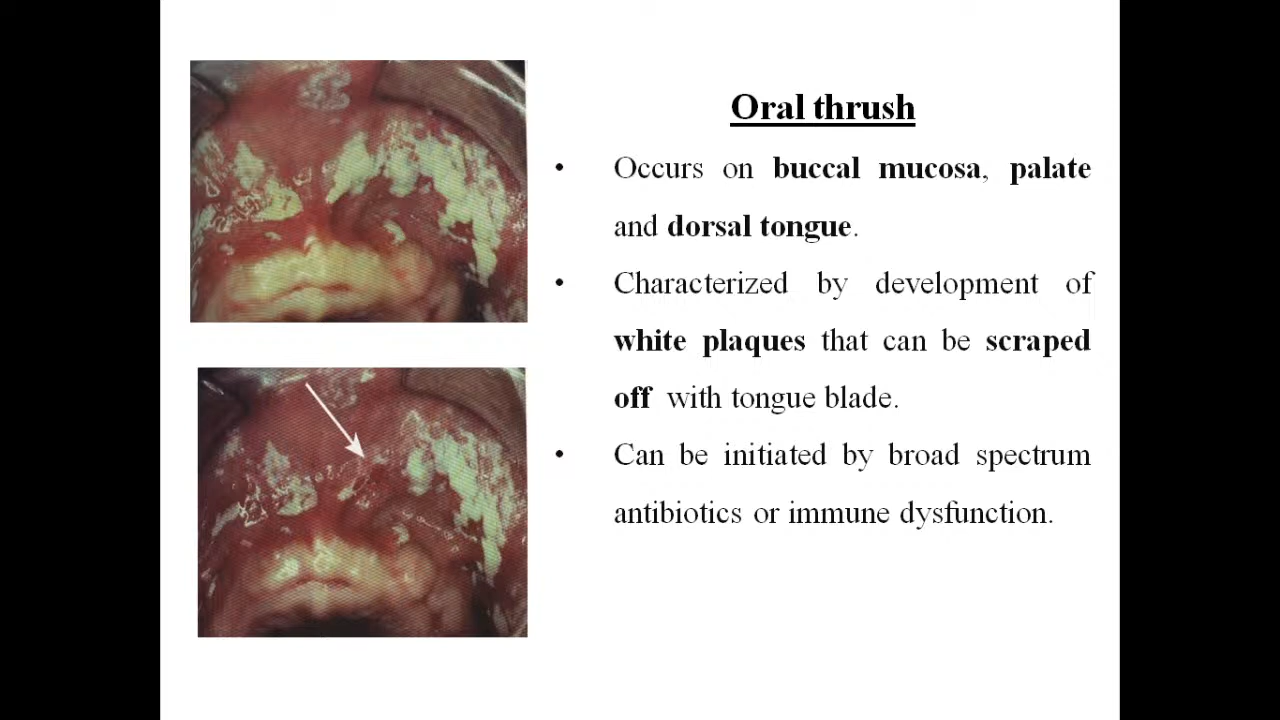 Oral thrush
• Occurs on buccal mucosa, palate
and dorsal tongue.
• Characterized by development of
white plaques that can be scraped
off with tongue blade.
• Can be initiated by broad spectrum
antibiotics or immune dysfunction.